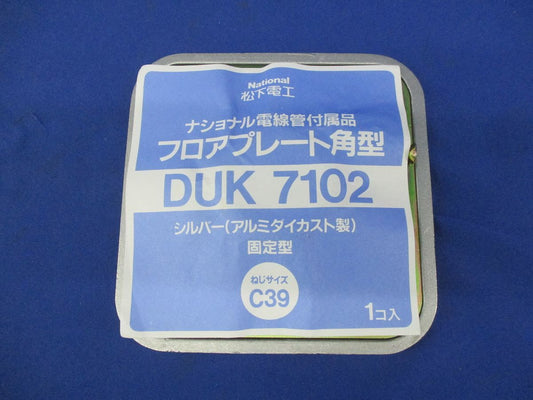 National
松下電工
ナショナル電線管付属品
フロアプレート角型
DUK 7102
シルバー(アルミダイカスト製)
固定型
ねじサイズ
C39
1コ入